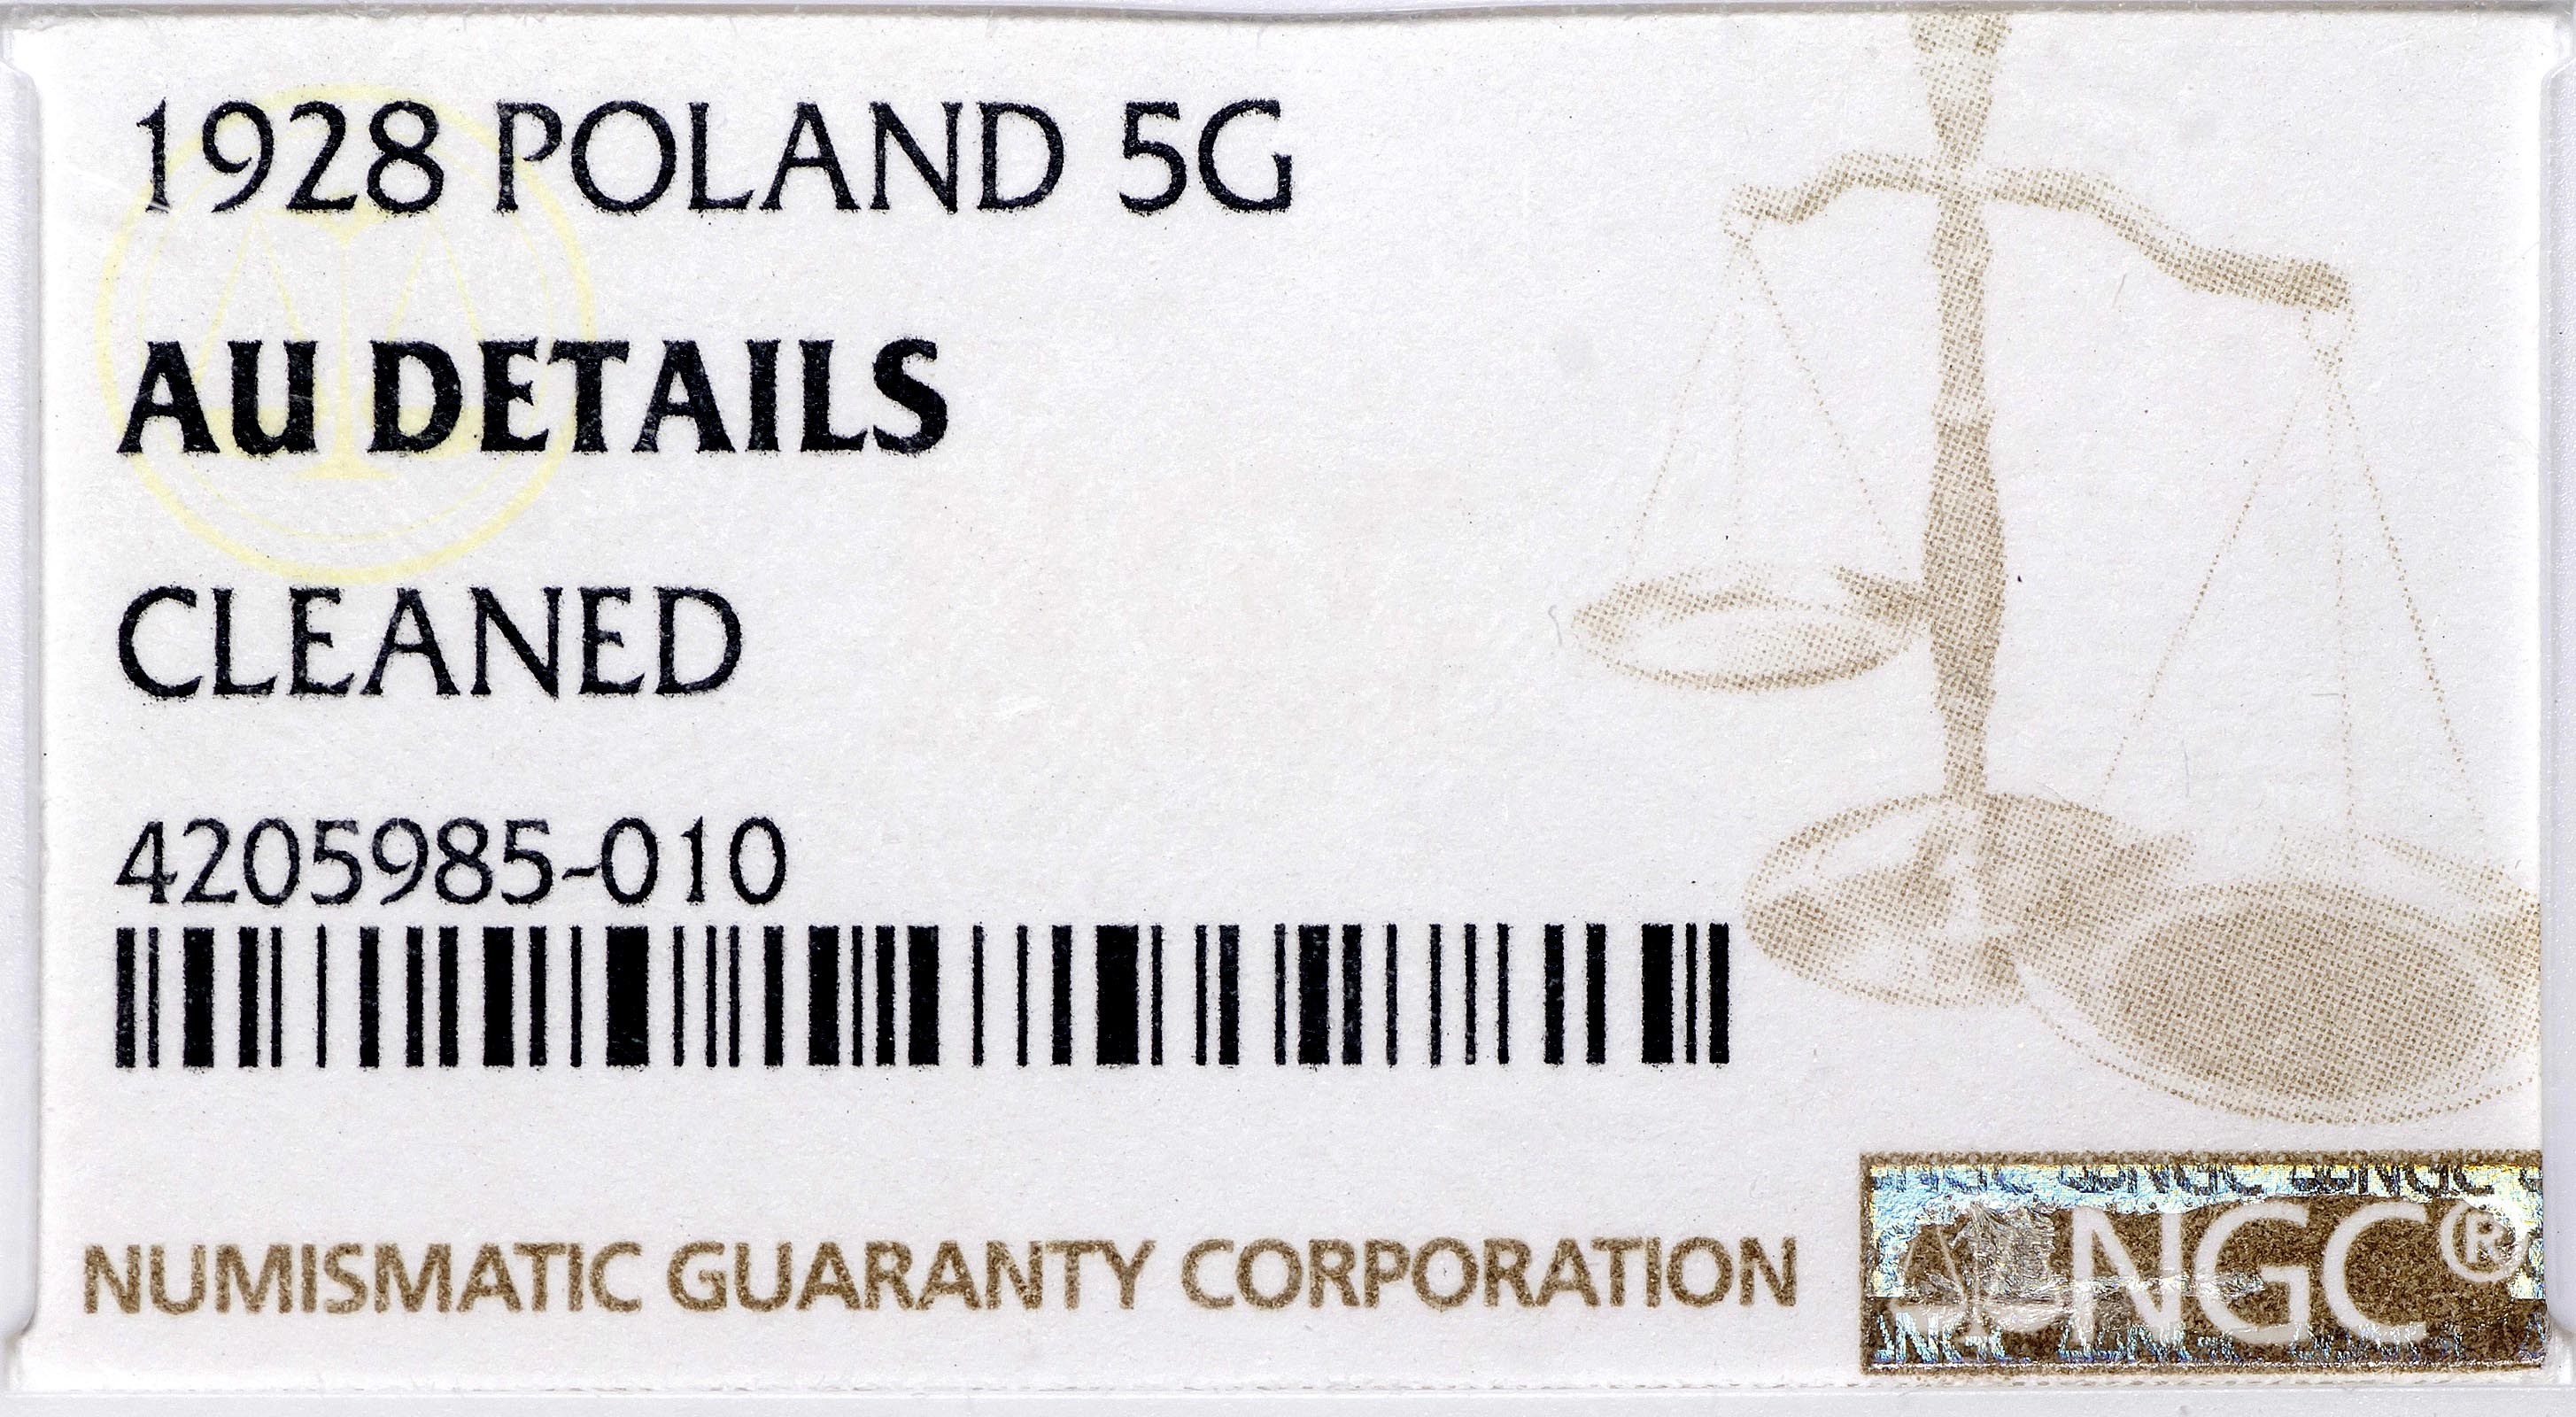 1928 POLAND 5G
AU DETAILS
CLEANED
4205985-010
NUMISMATIC GUARANTY CORPORATION
NGC®